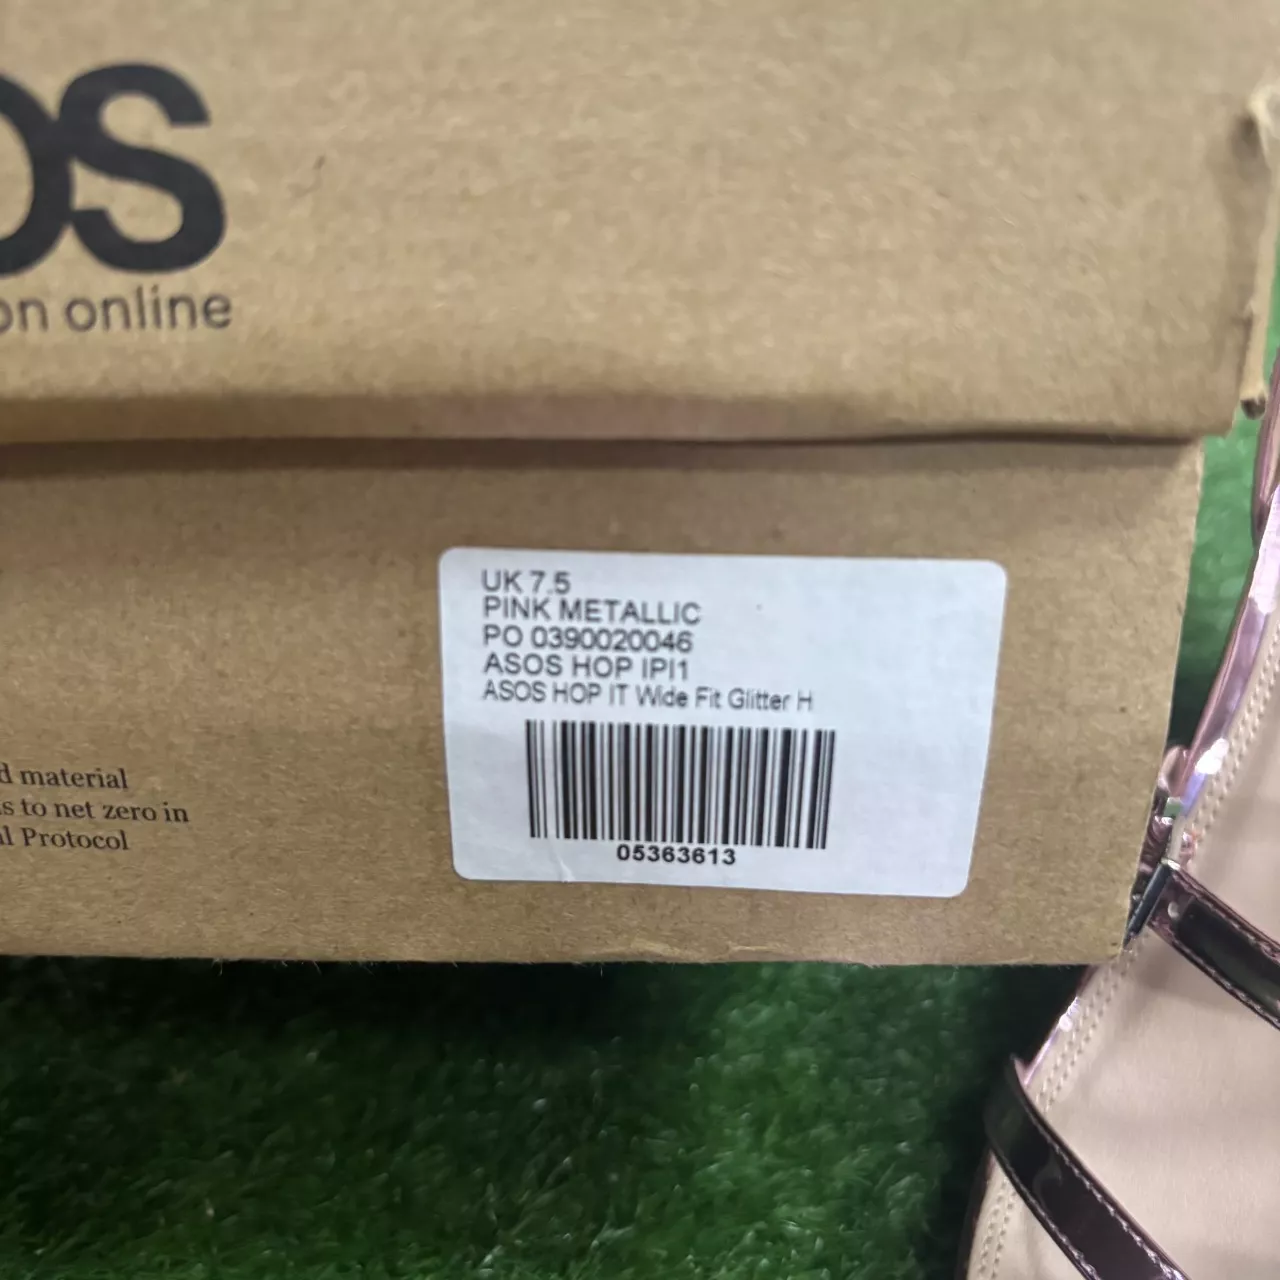 os
on online
UK 7.5
PINK METALLIC
PO 0390020046
ASOS HOP IPI1
ASOS HOP IT Wide Fit Glitter H
05363613
d material
s to net zero in
l Protocol